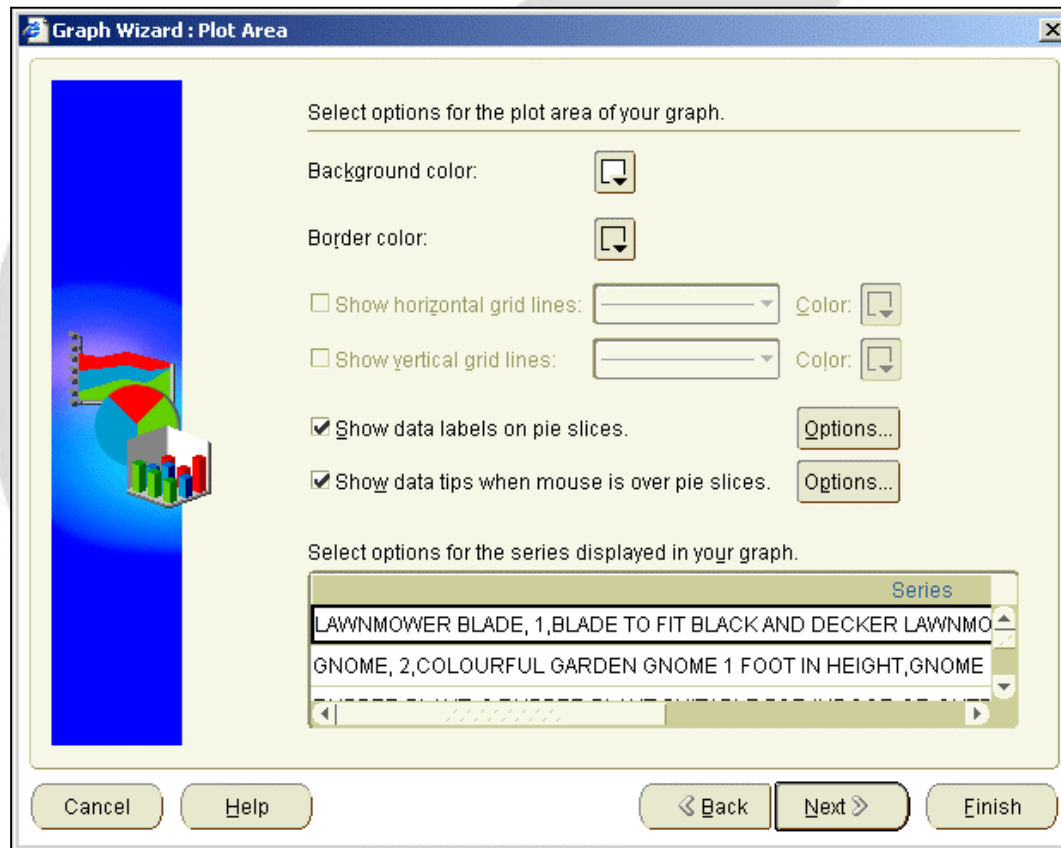 Graph Wizard : Plot Area
Select options for the plot area of your graph.
Background color:
Border color:
Show horizontal grid lines: Color:
Show vertical grid lines: Color:
Show data labels on pie slices. Options...
Show data tips when mouse is over pie slices. Options...
Select options for the series displayed in your graph.
Series
LAWNMOWER BLADE, 1,BLADE TO FIT BLACK AND DECKER LAWNMO
GNOME, 2,COLOURFUL GARDEN GNOME 1 FOOT IN HEIGHT,GNOME
Cancel Help Back Next Finish